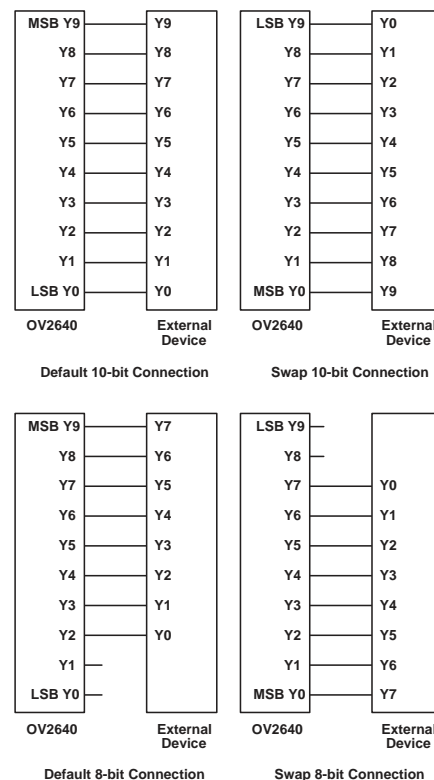 MSB Y9 Y9
Y8 Y8
Y7 Y7
Y6 Y6
Y5 Y5
Y4 Y4
Y3 Y3
Y2 Y2
Y1 Y1
LSB Y0 Y0
OV2640 External Device
Default 10-bit Connection
LSB Y9 Y0
Y8 Y1
Y7 Y2
Y6 Y3
Y5 Y4
Y4 Y5
Y3 Y6
Y2 Y7
Y1 Y8
MSB Y0 Y9
OV2640 External Device
Swap 10-bit Connection
MSB Y9 Y7
Y8 Y6
Y7 Y5
Y6 Y4
Y5 Y3
Y4 Y2
Y3 Y1
Y2 Y0
Y1
LSB Y0
OV2640 External Device
Default 8-bit Connection
LSB Y9
Y8
Y7 Y0
Y6 Y1
Y5 Y2
Y4 Y3
Y3 Y4
Y2 Y5
Y1 Y6
MSB Y0 Y7
OV2640 External Device
Swap 8-bit Connection